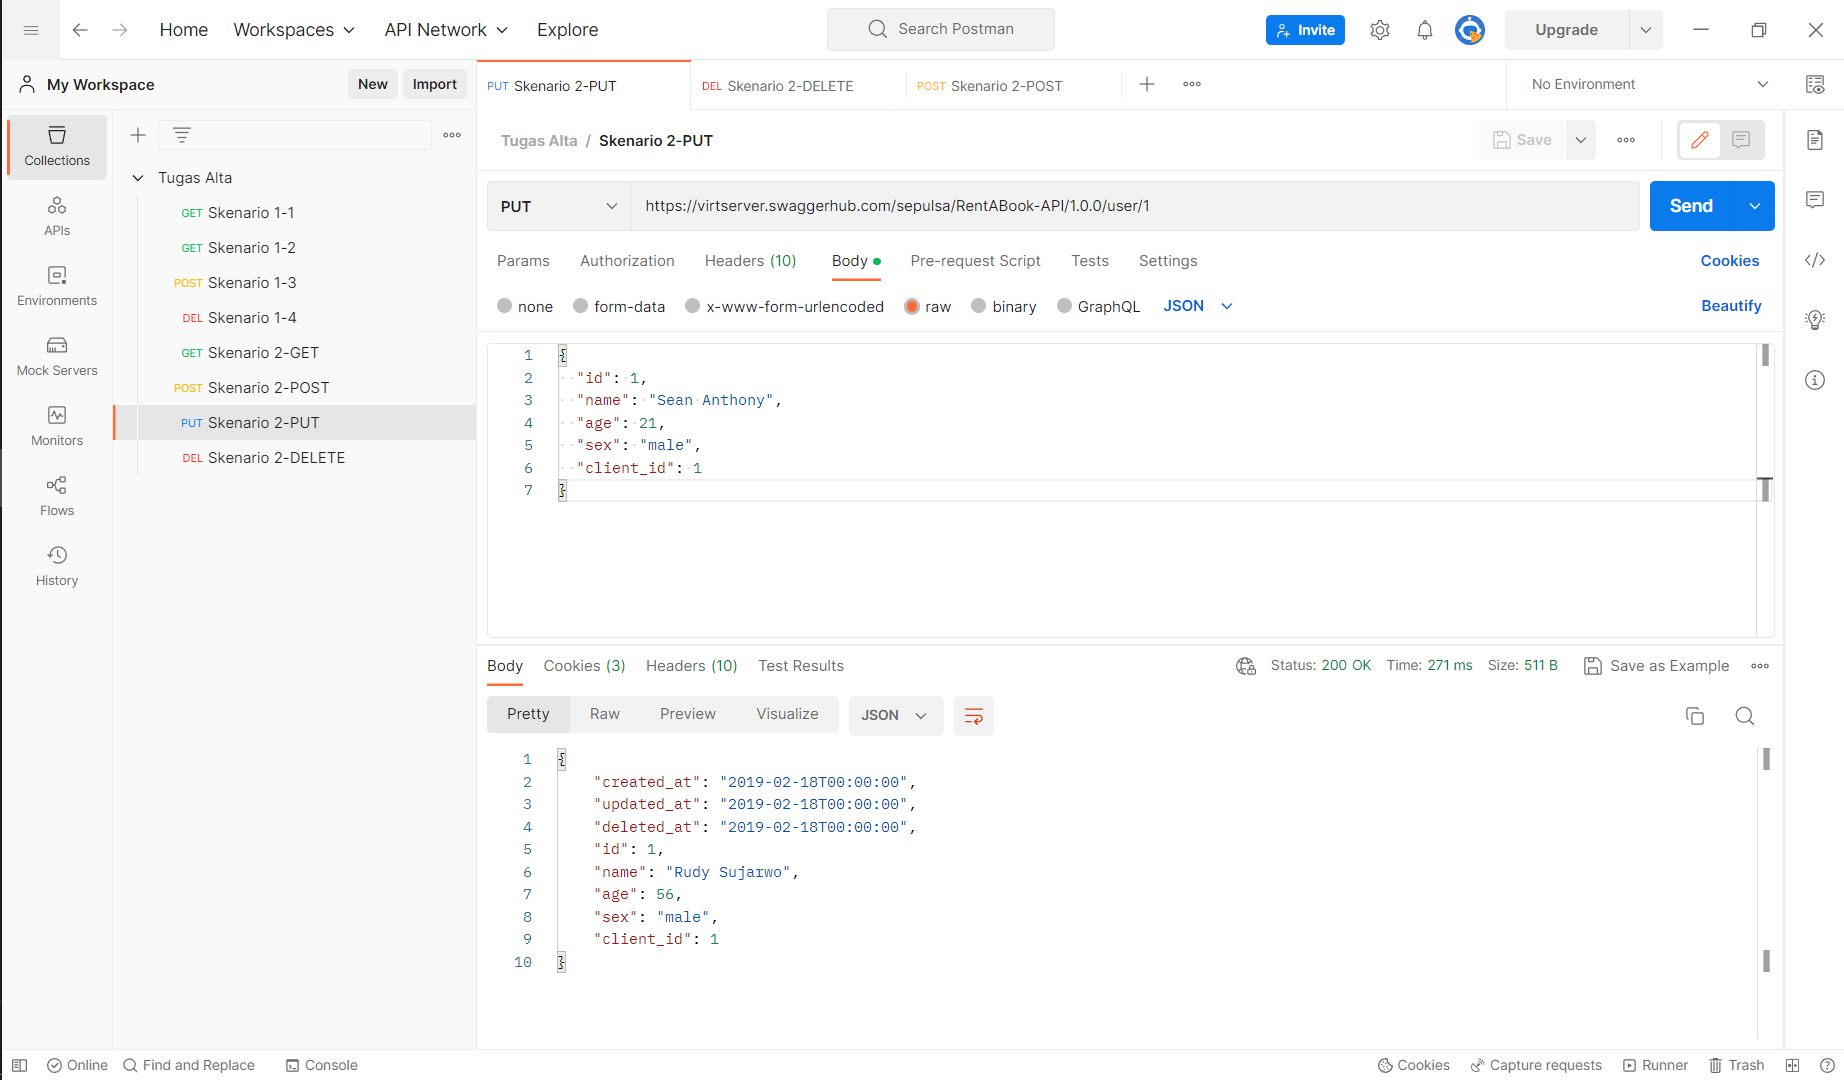 Home Workspaces API Network Explore Search Postman Invite Upgrade
My Workspace New Import PUT Skenario 2-PUT DEL Skenario 2-DELETE POST Skenario 2-POST No Environment
Collections
APIs
Environments
Mock Servers
Monitors
Flows
History
Tugas Alta
GET Skenario 1-1
GET Skenario 1-2
POST Skenario 1-3
DEL Skenario 1-4
GET Skenario 2-GET
POST Skenario 2-POST
PUT Skenario 2-PUT
DEL Skenario 2-DELETE
Tugas Alta / Skenario 2-PUT Save
PUT https://virtserver.swaggerhub.com/sepulsa/RentABook-API/1.0.0/user/1 Send
Params Authorization Headers (10) Body Pre-request Script Tests Settings Cookies
none form-data x-www-form-urlencoded raw binary GraphQL JSON Beautify
1 {
2 "id": 1,
3 "name": "Sean Anthony",
4 "age": 21,
5 "sex": "male",
6 "client_id": 1
7 }
Body Cookies (3) Headers (10) Test Results Status: 200 OK Time: 271 ms Size: 511 B Save as Example
Pretty Raw Preview Visualize JSON
1 {
2 "created_at": "2019-02-18T00:00:00",
3 "updated_at": "2019-02-18T00:00:00",
4 "deleted_at": "2019-02-18T00:00:00",
5 "id": 1,
6 "name": "Rudy Sujarwo",
7 "age": 56,
8 "sex": "male",
9 "client_id": 1
10 }
Online Find and Replace Console Cookies Capture requests Runner Trash